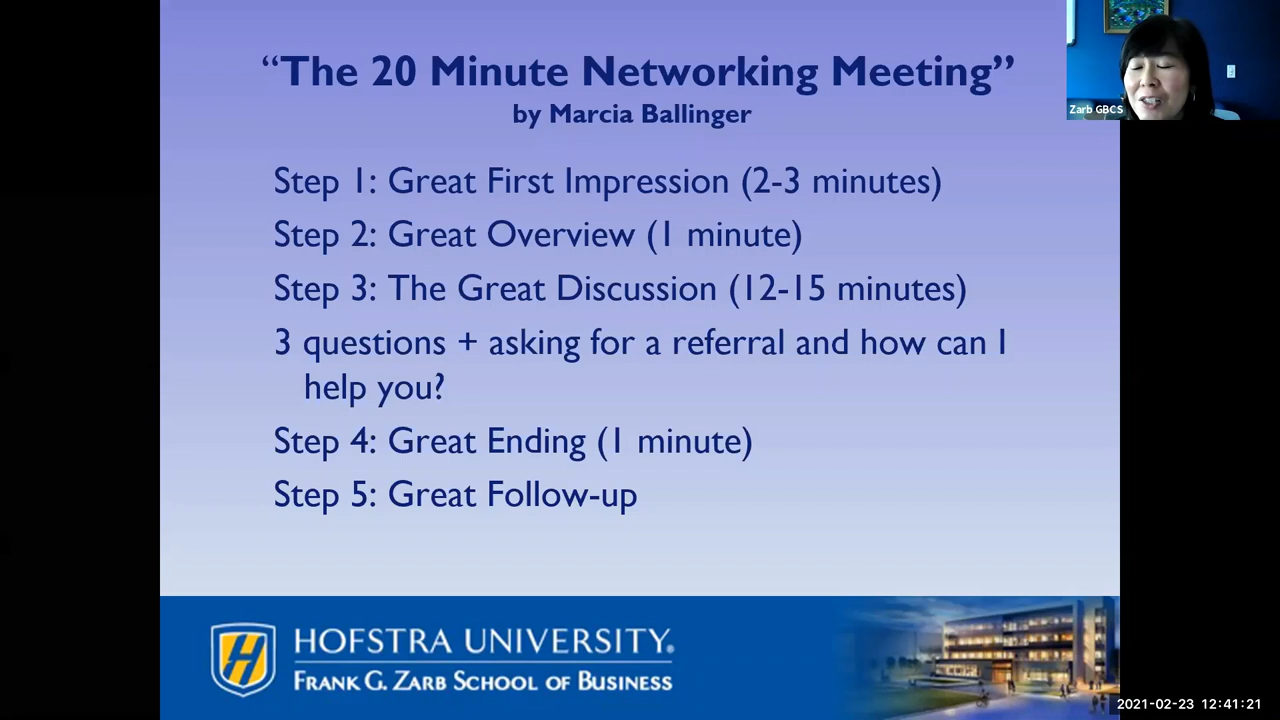 “The 20 Minute Networking Meeting”
by Marcia Ballinger
Zarb GBCS
Step 1: Great First Impression (2-3 minutes)
Step 2: Great Overview (1 minute)
Step 3: The Great Discussion (12-15 minutes)
3 questions + asking for a referral and how can I
help you?
Step 4: Great Ending (1 minute)
Step 5: Great Follow-up
HOFSTRA UNIVERSITY®
FRANK G. ZARB SCHOOL OF BUSINESS
2021-02-23 12:41:21